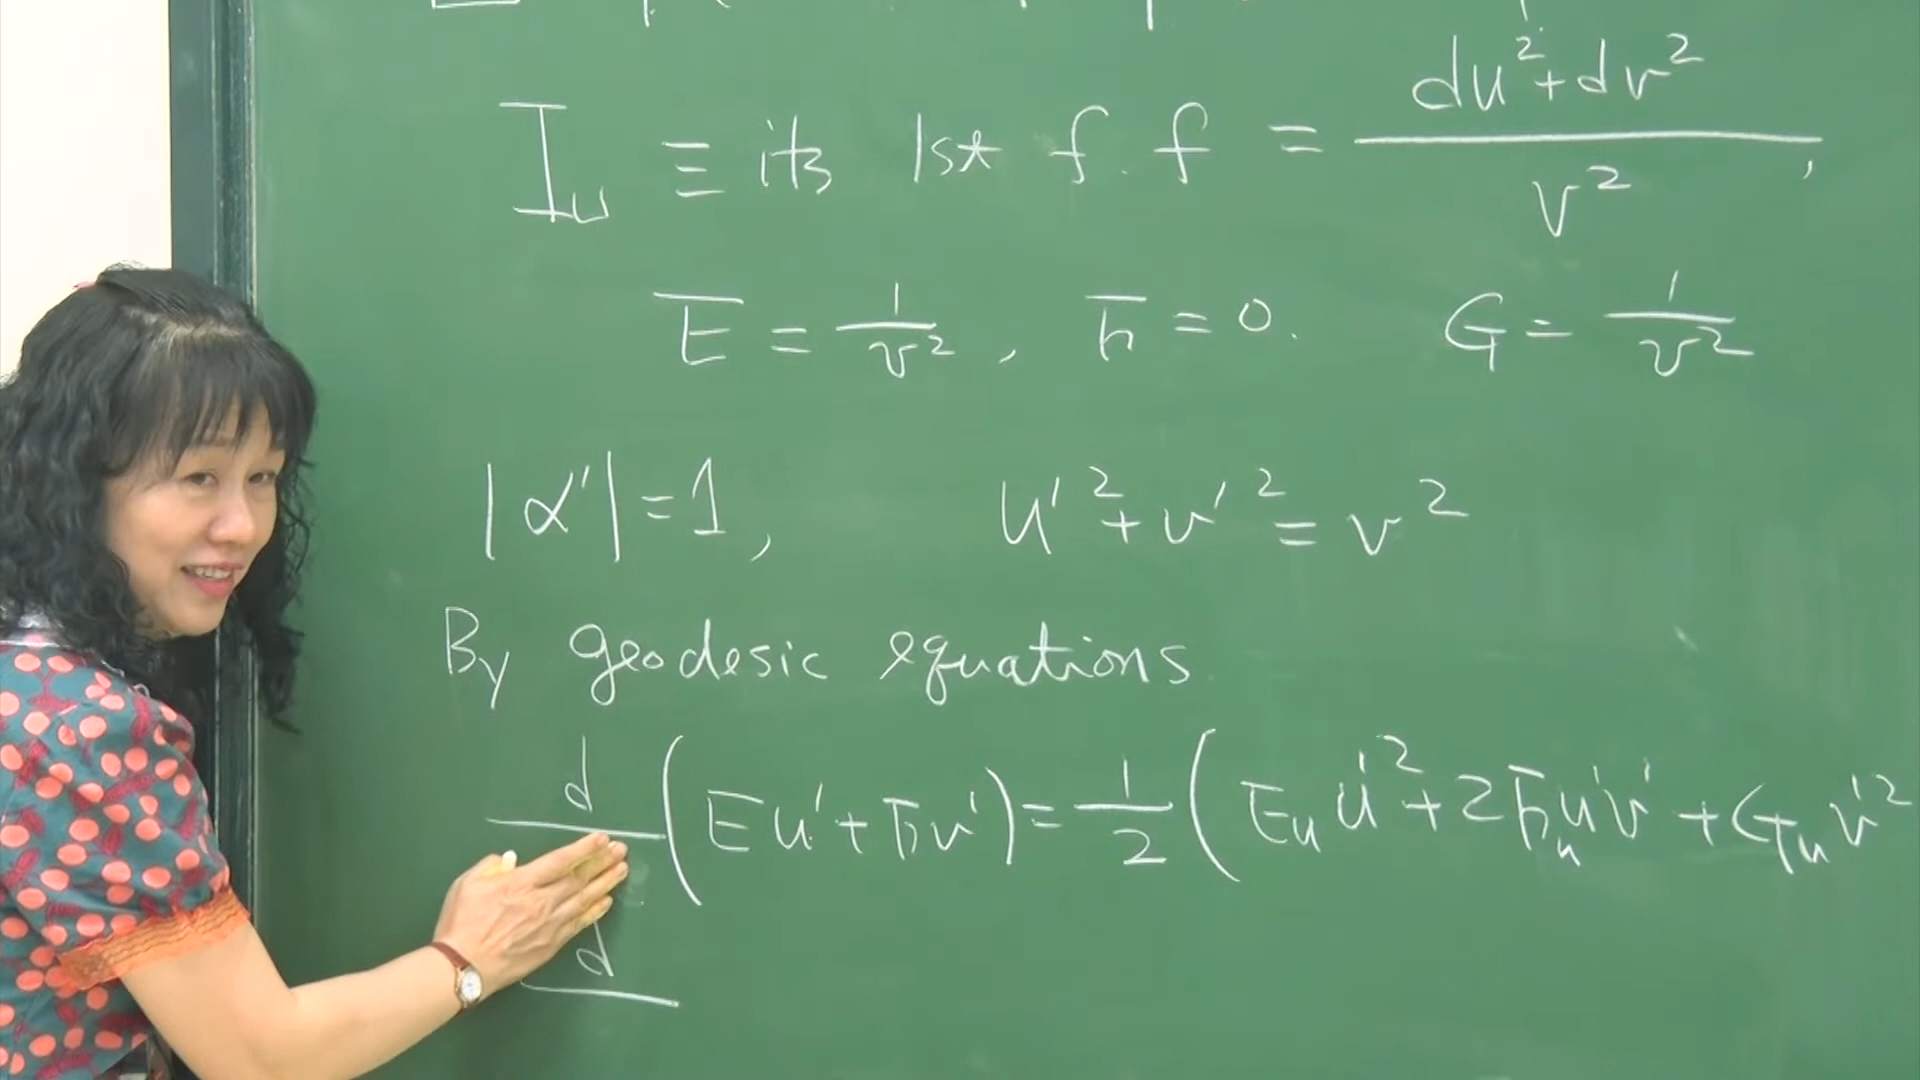 I_u ≡ its 1st f.f = (du²+dv²)/v²,
E = 1/v², F = 0. G = 1/v²
|α'| = 1, u'² + v'² = v²
By geodesic equations
d/ (Eu' + Fv') = 1/2 (E_u u'² + 2F_u u'v' + G_u v'²
d